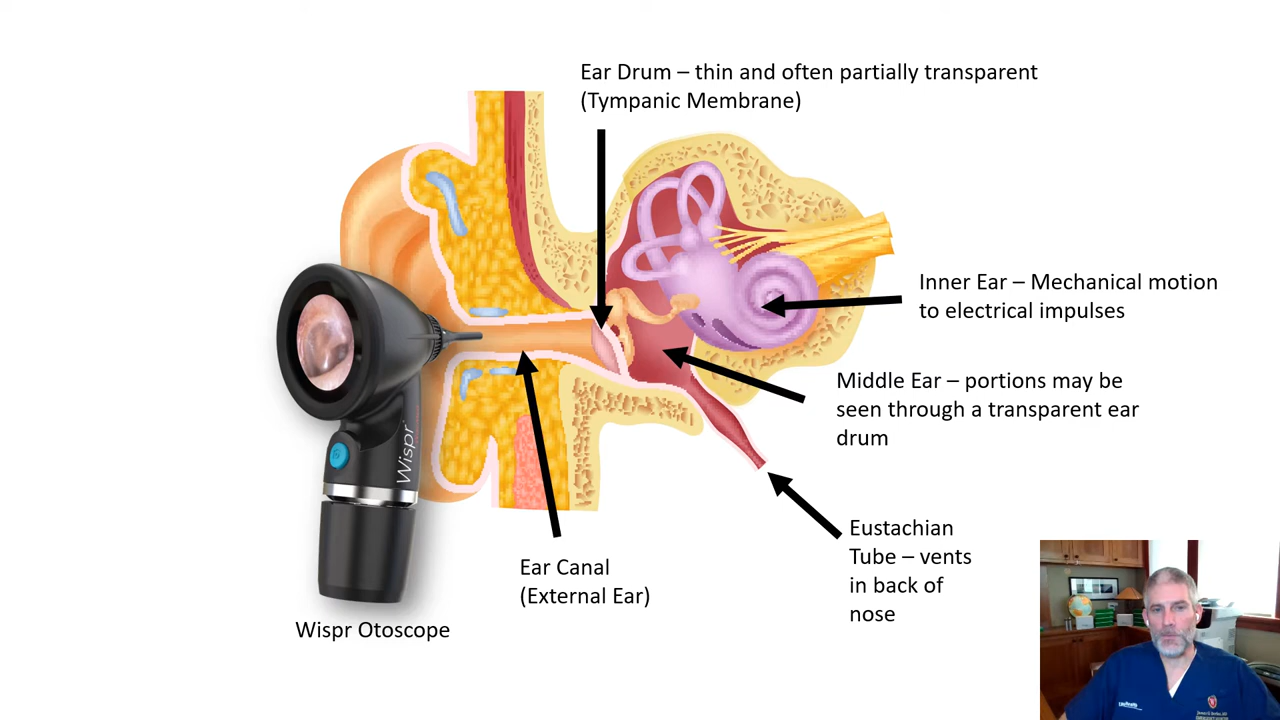 Ear Drum – thin and often partially transparent
(Tympanic Membrane)
Inner Ear – Mechanical motion
to electrical impulses
Middle Ear – portions may be
seen through a transparent ear
drum
Eustachian
Tube – vents
in back of
nose
Ear Canal
(External Ear)
Wispr
Wispr Otoscope